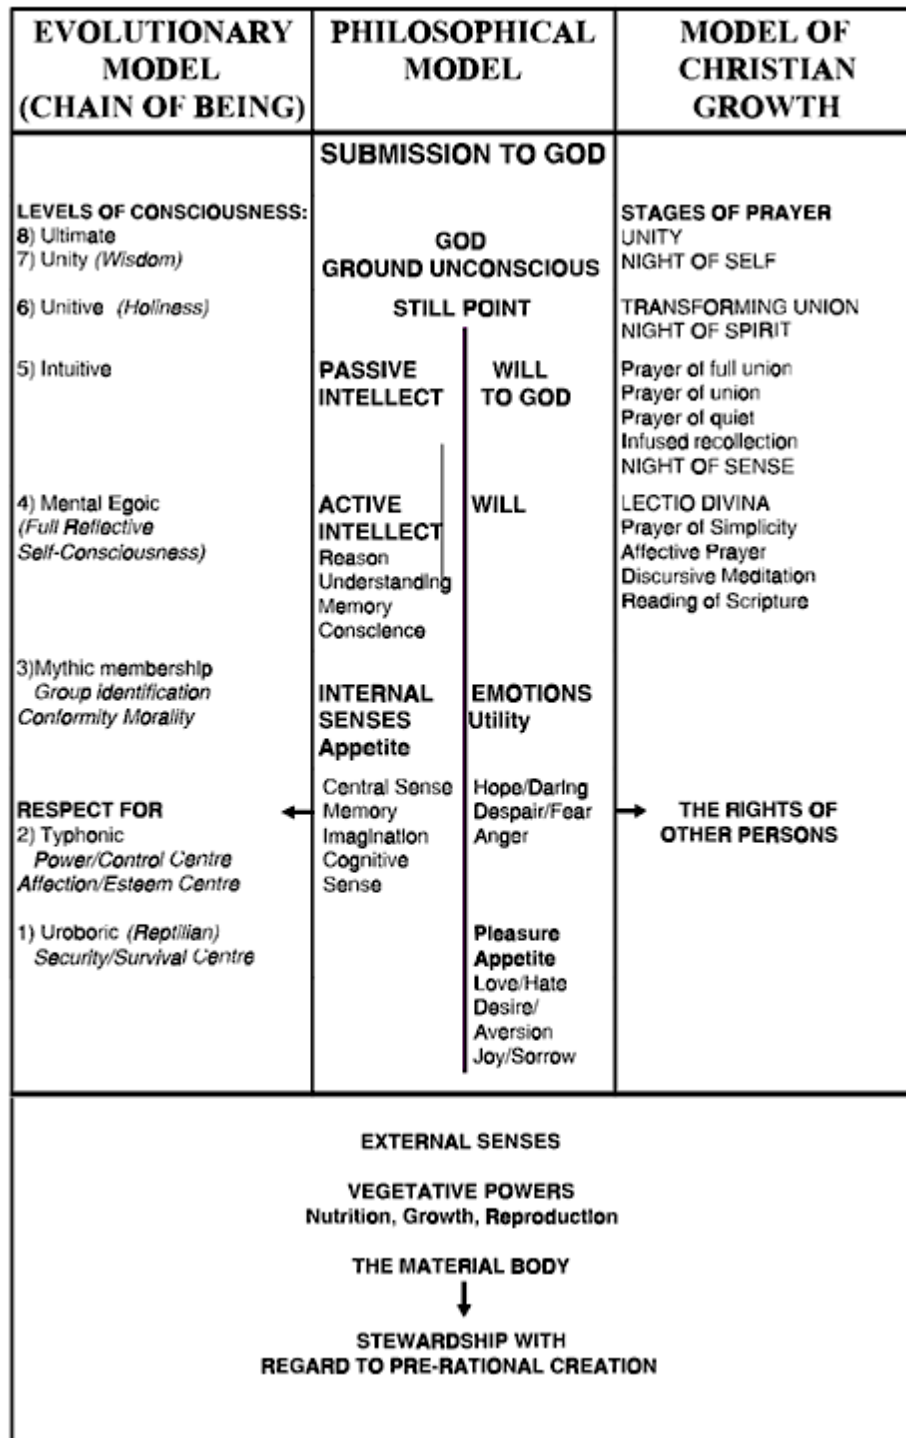 EVOLUTIONARY
MODEL
(CHAIN OF BEING)
PHILOSOPHICAL
MODEL
MODEL OF
CHRISTIAN
GROWTH
LEVELS OF CONSCIOUSNESS:
8) Ultimate
7) Unity (Wisdom)
6) Unitive (Holiness)
5) Intuitive
4) Mental Egoic
(Full Reflective
Self-Consciousness)
3)Mythic membership
Group identification
Conformity Morality
RESPECT FOR
2) Typhonic
Power/Control Centre
Affection/Esteem Centre
1) Uroboric (Reptilian)
Security/Survival Centre
SUBMISSION TO GOD
GOD
GROUND UNCONSCIOUS
STILL POINT
PASSIVE
INTELLECT
WILL
TO GOD
ACTIVE
INTELLECT
Reason
Understanding
Memory
Conscience
WILL
INTERNAL
SENSES
Appetite
Central Sense
Memory
Imagination
Cognitive
Sense
EMOTIONS
Utility
Hope/Daring
Despair/Fear
Anger
Pleasure
Appetite
Love/Hate
Desire/
Aversion
Joy/Sorrow
STAGES OF PRAYER
UNITY
NIGHT OF SELF
TRANSFORMING UNION
NIGHT OF SPIRIT
Prayer of full union
Prayer of union
Prayer of quiet
Infused recollection
NIGHT OF SENSE
LECTIO DIVINA
Prayer of Simplicity
Affective Prayer
Discursive Meditation
Reading of Scripture
THE RIGHTS OF
OTHER PERSONS
EXTERNAL SENSES
VEGETATIVE POWERS
Nutrition, Growth, Reproduction
THE MATERIAL BODY
STEWARDSHIP WITH
REGARD TO PRE-RATIONAL CREATION